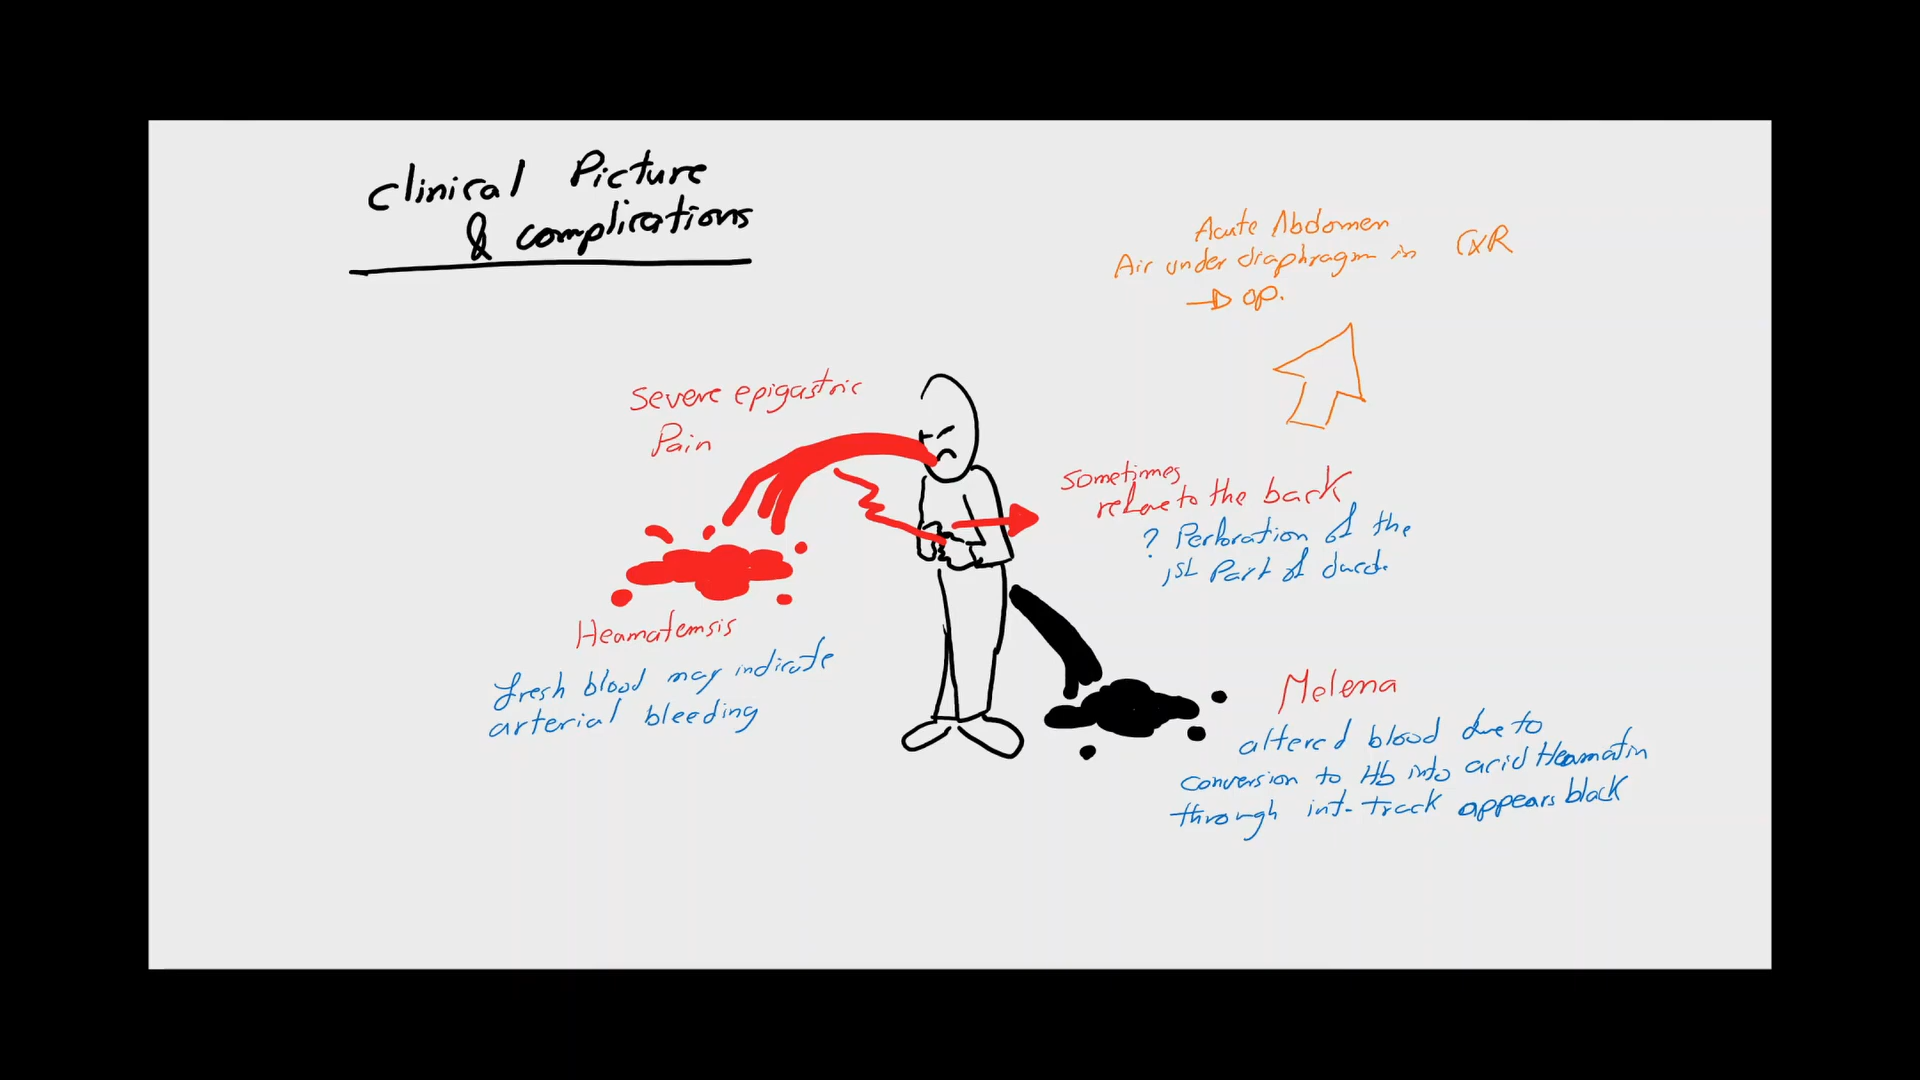 Clinical Picture
& complications
Acute Abdomen
Air under diaphragm in CXR
→ op.
Severe epigastric
Pain
sometimes
to the back
? Perforation of the
1st Part of duod.
Heamatemsis
fresh blood may indicate
arterial bleeding
Melena
altered blood due to
conversion to Hb into acid Heamatin
through int-track appears black